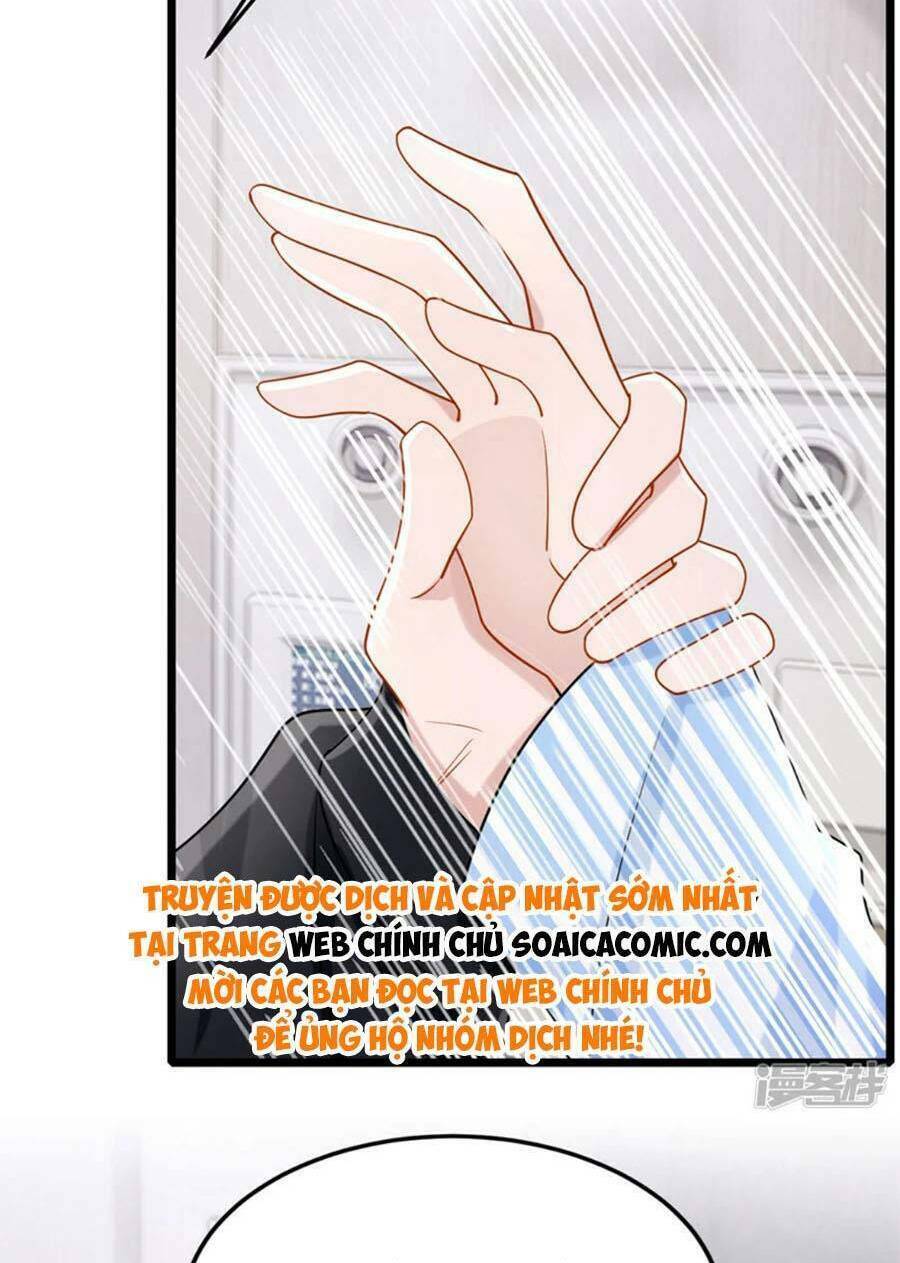 TRUYỆN ĐƯỢC DỊCH VÀ CẬP NHẬT SỚM NHẤT
TẠI TRANG WEB CHÍNH CHỦ SOAICACOMIC.COM
MỜI CÁC BẠN ĐỌC TẠI WEB CHÍNH CHỦ
ĐỂ ỦNG HỘ NHÓM DỊCH NHÉ!
漫客栈